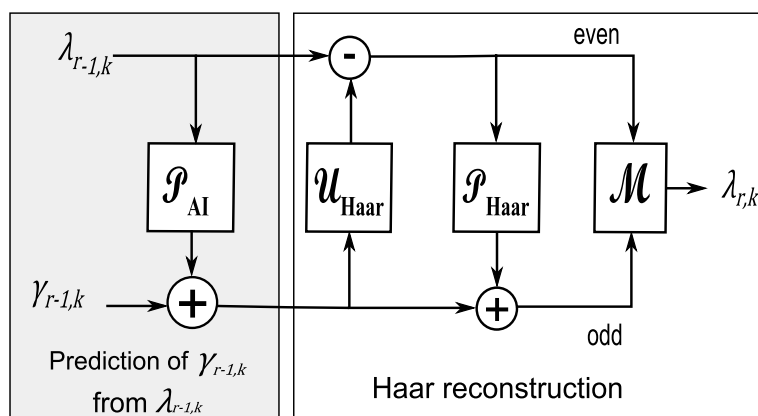 λr-1,k
-
even
𝒫AI
𝒰Haar
𝒫Haar
ℳ
λr,k
γr-1,k
+
+
odd
Prediction of γr-1,k
from λr-1,k
Haar reconstruction